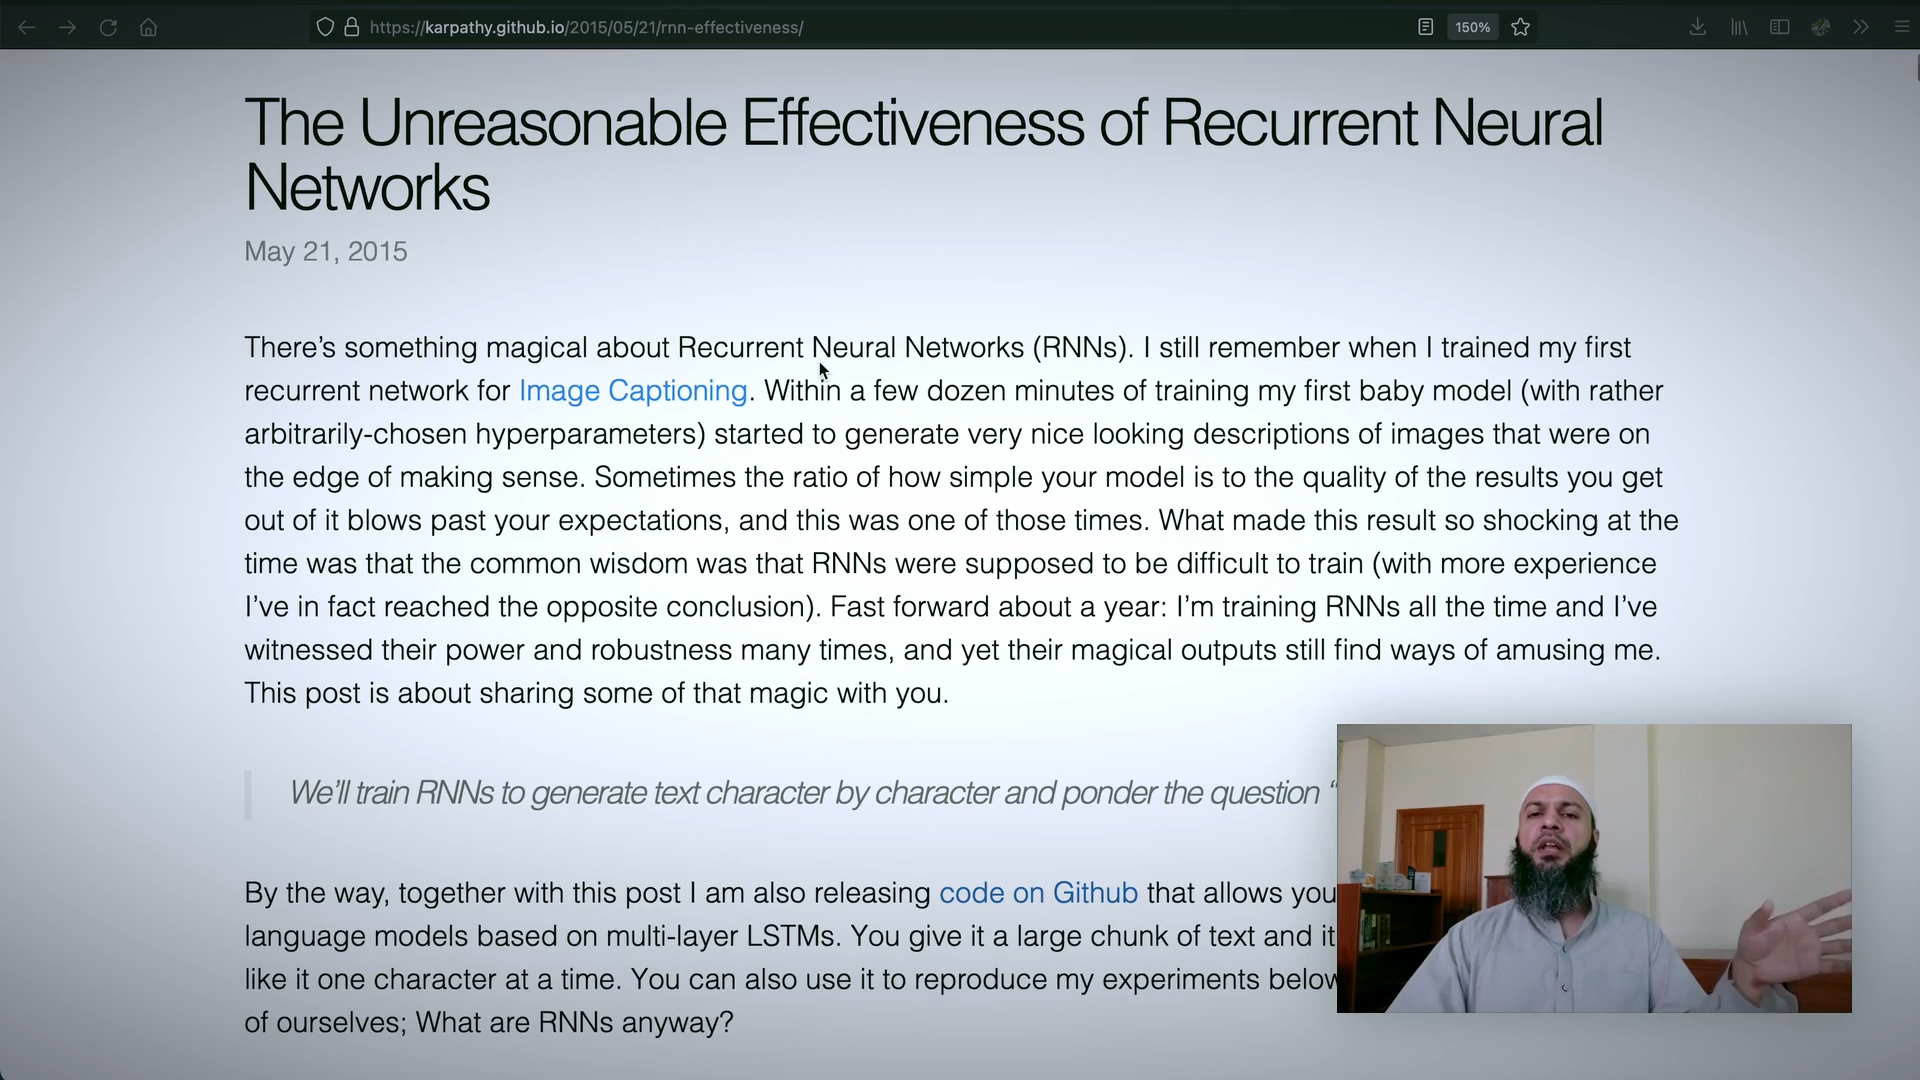 https://karpathy.github.io/2015/05/21/rnn-effectiveness/
150%
The Unreasonable Effectiveness of Recurrent Neural
Networks
May 21, 2015
There's something magical about Recurrent Neural Networks (RNNs). I still remember when I trained my first
recurrent network for Image Captioning. Within a few dozen minutes of training my first baby model (with rather
arbitrarily-chosen hyperparameters) started to generate very nice looking descriptions of images that were on
the edge of making sense. Sometimes the ratio of how simple your model is to the quality of the results you get
out of it blows past your expectations, and this was one of those times. What made this result so shocking at the
time was that the common wisdom was that RNNs were supposed to be difficult to train (with more experience
I've in fact reached the opposite conclusion). Fast forward about a year: I'm training RNNs all the time and I've
witnessed their power and robustness many times, and yet their magical outputs still find ways of amusing me.
This post is about sharing some of that magic with you.
We'll train RNNs to generate text character by character and ponder the question “
By the way, together with this post I am also releasing code on Github that allows you
language models based on multi-layer LSTMs. You give it a large chunk of text and it
like it one character at a time. You can also use it to reproduce my experiments below
of ourselves; What are RNNs anyway?